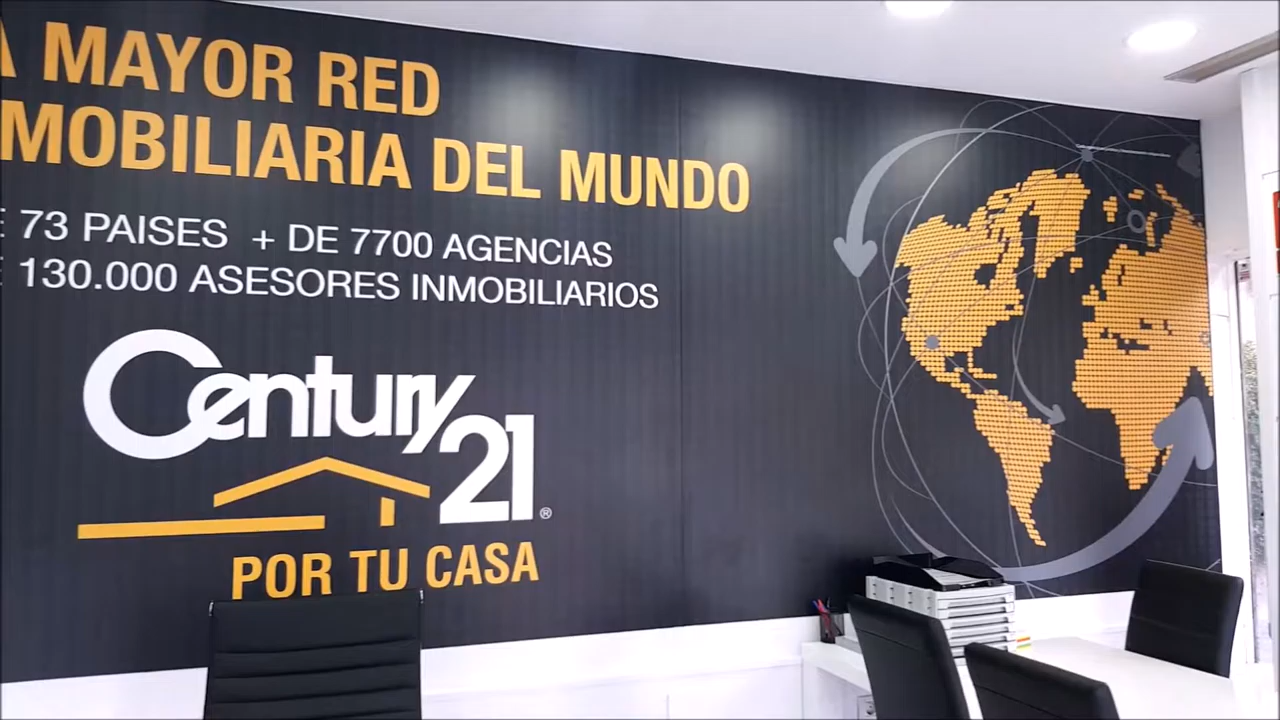 MAYOR RED
MOBILIARIA DEL MUNDO
73 PAISES + DE 7700 AGENCIAS
130.000 ASESORES INMOBILIARIOS
Century
21®
POR TU CASA